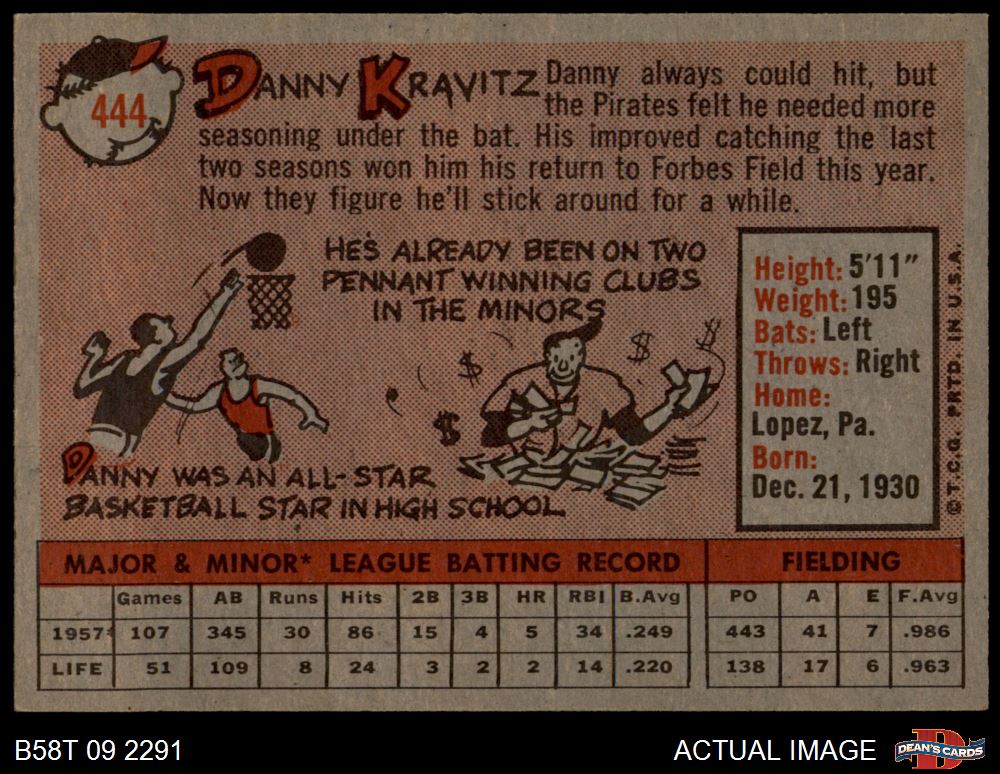 444
DANNY KRAVITZ
Danny always could hit, but
the Pirates felt he needed more
seasoning under the bat. His improved catching the last
two seasons won him his return to Forbes Field this year.
Now they figure he'll stick around for a while.
HE'S ALREADY BEEN ON TWO
PENNANT WINNING CLUBS
IN THE MINORS
$ $ $ $
DANNY WAS AN ALL-STAR
BASKETBALL STAR IN HIGH SCHOOL
Height: 5'11"
Weight: 195
Bats: Left
Throws: Right
Home:
Lopez, Pa.
Born:
Dec. 21, 1930
© T.C.G. PRTD. IN U.S.A.
MAJOR & MINOR* LEAGUE BATTING RECORD FIELDING
Games AB Runs Hits 2B 3B HR RBI B.Avg PO A E F.Avg
1957* 107 345 30 86 15 4 5 34 .249 443 41 7 .986
LIFE 51 109 8 24 3 2 2 14 .220 138 17 6 .963
B58T 09 2291 ACTUAL IMAGE DEAN'S CARDS